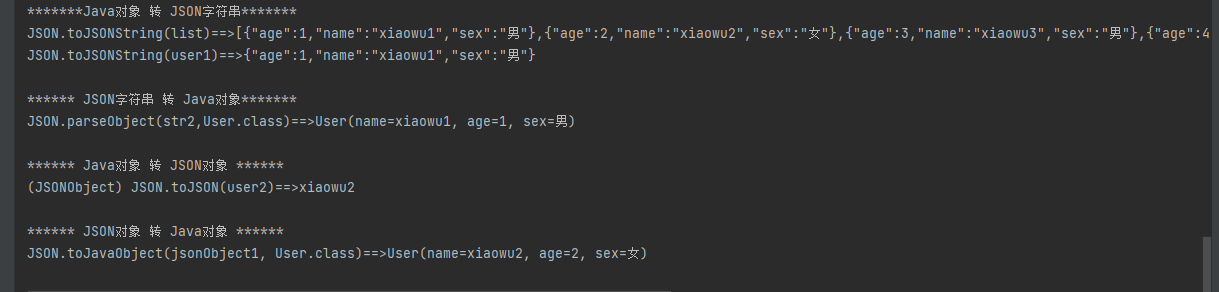 *******Java对象 转 JSON字符串*******
JSON.toJSONString(list)==>[{"age":1,"name":"xiaowu1","sex":"男"},{"age":2,"name":"xiaowu2","sex":"女"},{"age":3,"name":"xiaowu3","sex":"男"},{"age":4
JSON.toJSONString(user1)==>{"age":1,"name":"xiaowu1","sex":"男"}
****** JSON字符串 转 Java对象*******
JSON.parseObject(str2,User.class)==>User(name=xiaowu1, age=1, sex=男)
****** Java对象 转 JSON对象 ******
(JSONObject) JSON.toJSON(user2)==>xiaowu2
****** JSON对象 转 Java对象 ******
JSON.toJavaObject(jsonObject1, User.class)==>User(name=xiaowu2, age=2, sex=女)